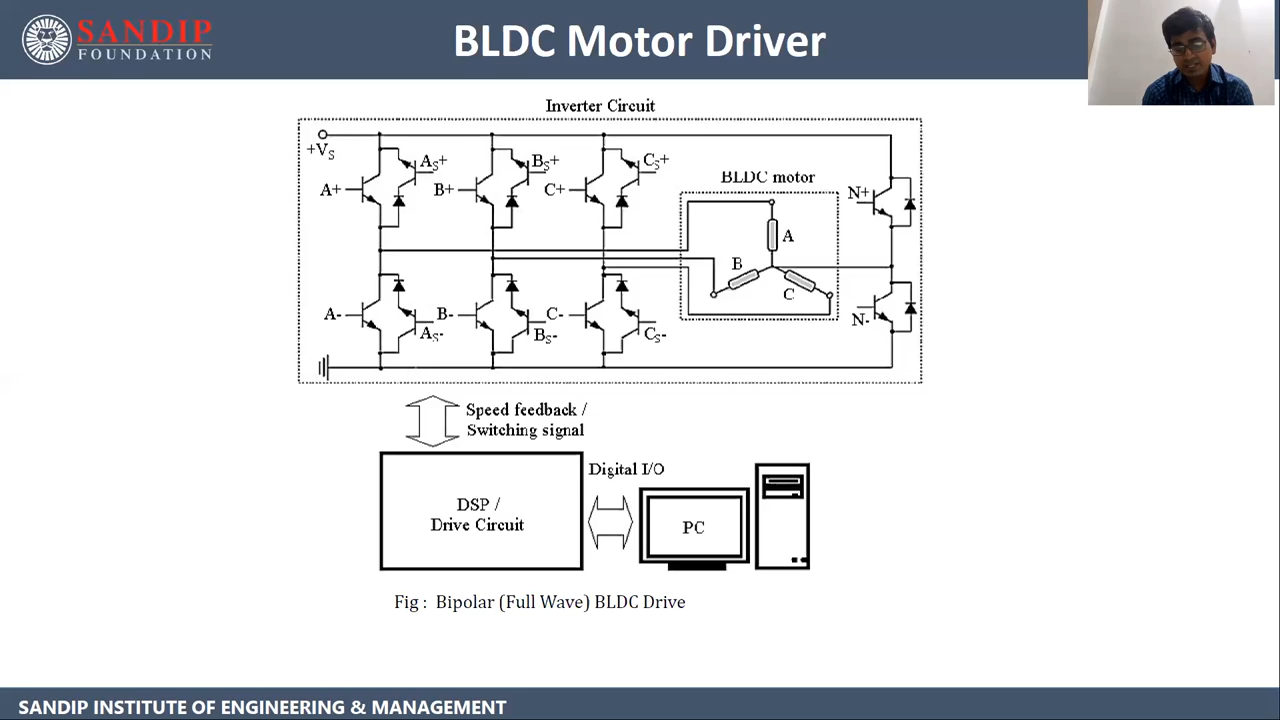 SANDIP
FOUNDATION
BLDC Motor Driver
Inverter Circuit
+VS
A+
AS+
B+
BS+
C+
CS+
BLDC motor
N+
A
B
C
A-
AS-
B-
BS-
C-
CS-
N-
Speed feedback /
Switching signal
Digital I/O
DSP /
Drive Circuit
PC
Fig : Bipolar (Full Wave) BLDC Drive
SANDIP INSTITUTE OF ENGINEERING & MANAGEMENT